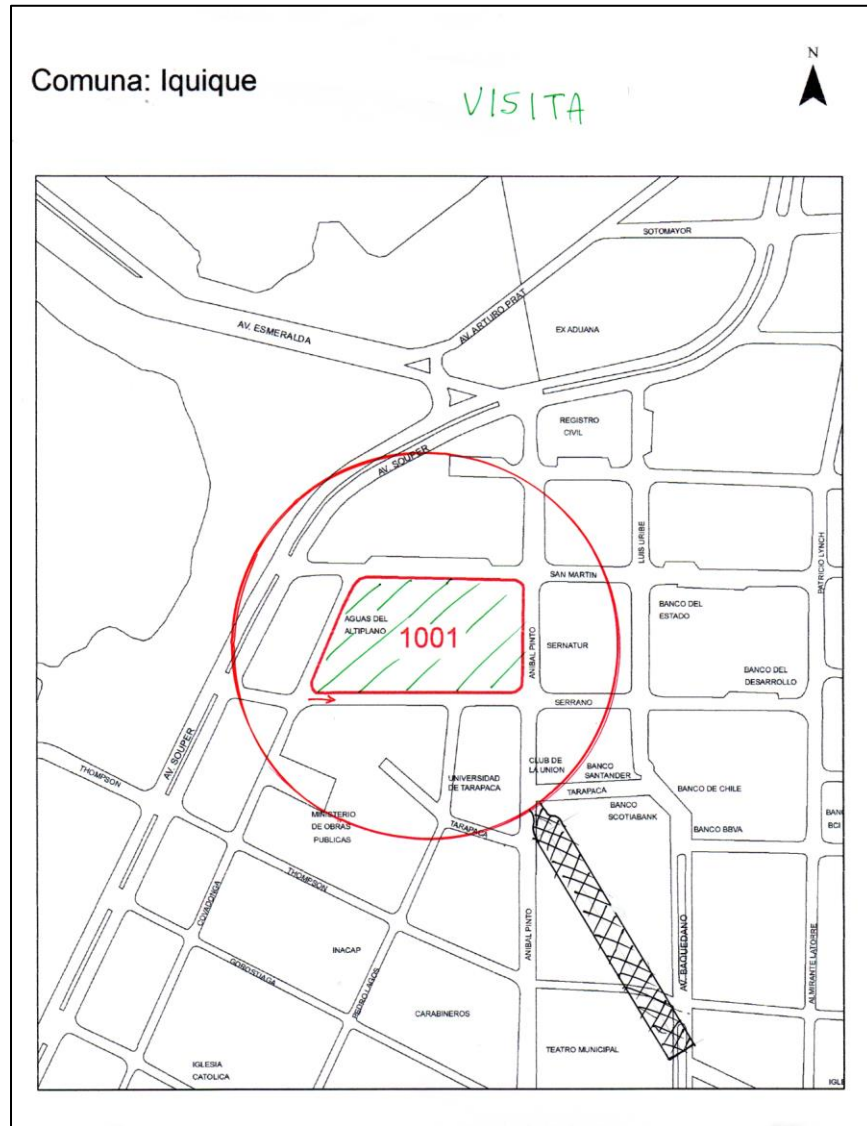 N
Comuna: Iquique
VISITA
SOTOMAYOR
AV. ARTURO PRAT
AV. ESMERALDA
EX ADUANA
REGISTRO
CIVIL
AV. SOUPER
LUIS URIBE
PATRICIO LYNCH
SAN MARTIN
AGUAS DEL
ALTIPLANO
1001
ANIBAL PINTO
SERNATUR
BANCO DEL
ESTADO
BANCO DEL
DESARROLLO
SERRANO
AV. SOUPER
THOMPSON
CLUB DE
LA UNION
BANCO
SANTANDER
UNIVERSIDAD
DE TARAPACA
TARAPACA
BANCO DE CHILE
MINISTERIO
DE OBRAS
PUBLICAS
TARAPACA
BANCO
SCOTIABANK
BANCO BBVA
BANC
BCI
THOMPSON
COVADONGA
INACAP
ANIBAL PINTO
AV. BAQUEDANO
ALMIRANTE LATORRE
GOROSTIAGA
PEDRO LAGOS
CARABINEROS
TEATRO MUNICIPAL
IGLESIA
CATOLICA
IGLE